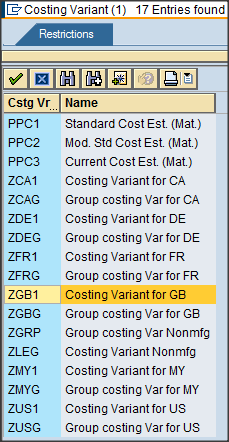 Costing Variant (1) 17 Entries found
Restrictions
Cstg Vr... Name
PPC1 Standard Cost Est. (Mat.)
PPC2 Mod. Std Cost Est. (Mat.)
PPC3 Current Cost Est. (Mat.)
ZCA1 Costing Variant for CA
ZCAG Group costing Var for CA
ZDE1 Costing Variant for DE
ZDEG Group costing Var for DE
ZFR1 Costing Variant for FR
ZFRG Group costing Var for FR
ZGB1 Costing Variant for GB
ZGBG Group costing Var for GB
ZGRP Group costing Var Nonmfg
ZLEG Costing Variant Nonmfg
ZMY1 Costing Variant for MY
ZMYG Group costing Var for MY
ZUS1 Costing Variant for US
ZUSG Group costing Var for US